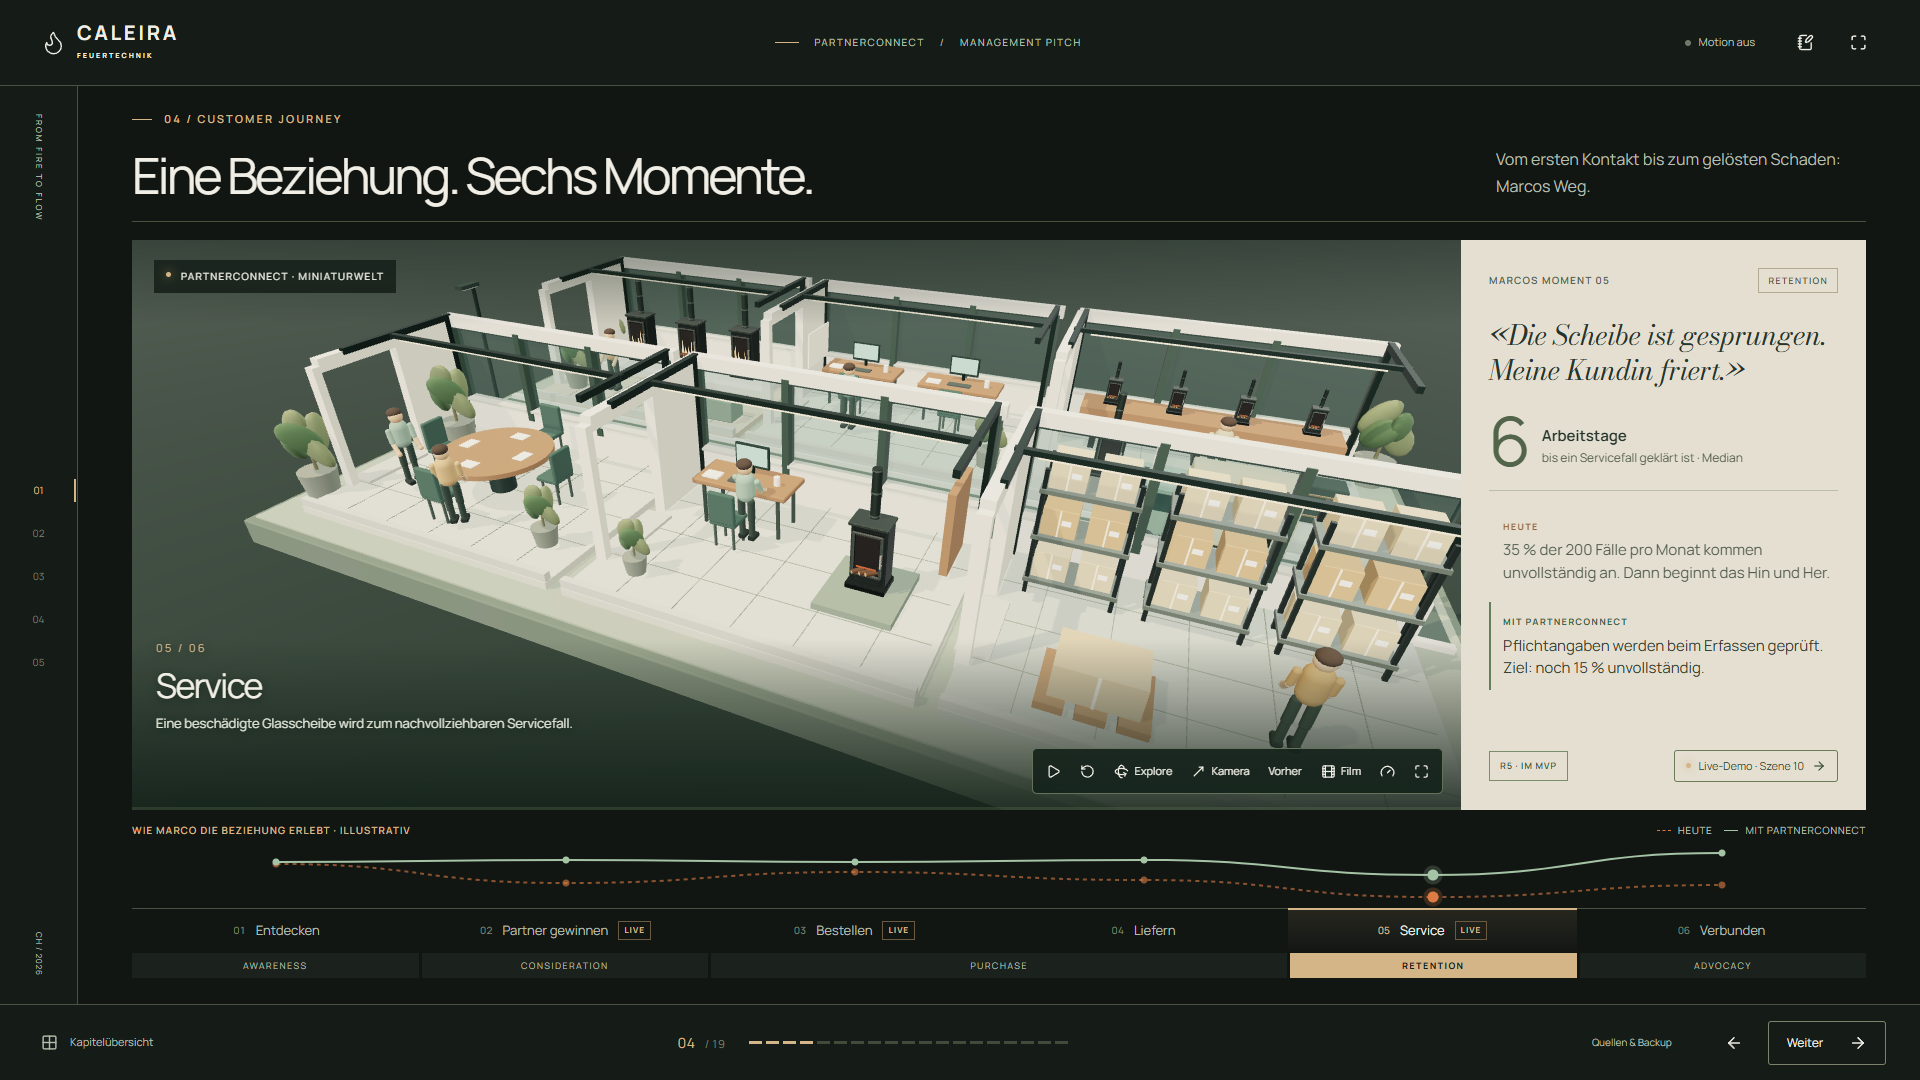 CALEIRA
FEUERTECHNIK
PARTNERCONNECT / MANAGEMENT PITCH
Motion aus
FROM FIRE TO FLOW
01
02
03
04
05
CH / 2026
04 / CUSTOMER JOURNEY
Eine Beziehung. Sechs Momente.
Vom ersten Kontakt bis zum gelösten Schaden:
Marcos Weg.
PARTNERCONNECT · MINIATURWELT
05 / 06
Service
Eine beschädigte Glasscheibe wird zum nachvollziehbaren Servicefall.
Explore
Kamera
Vorher
Film
MARCOS MOMENT 05
RETENTION
«Die Scheibe ist gesprungen.
Meine Kundin friert.»
6
Arbeitstage
bis ein Servicefall geklärt ist · Median
HEUTE
35 % der 200 Fälle pro Monat kommen
unvollständig an. Dann beginnt das Hin und Her.
MIT PARTNERCONNECT
Pflichtangaben werden beim Erfassen geprüft.
Ziel: noch 15 % unvollständig.
R5 · IM MVP
Live-Demo · Szene 10
WIE MARCO DIE BEZIEHUNG ERLEBT · ILLUSTRATIV
HEUTE
MIT PARTNERCONNECT
01 Entdecken
02 Partner gewinnen LIVE
03 Bestellen LIVE
04 Liefern
05 Service LIVE
06 Verbunden
AWARENESS
CONSIDERATION
PURCHASE
RETENTION
ADVOCACY
Kapitelübersicht
04 / 19
Quellen & Backup
Weiter